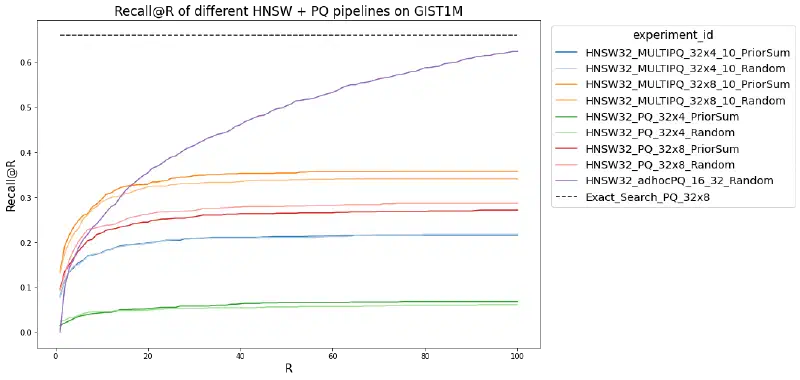 Recall@R of different HNSW + PQ pipelines on GIST1M
experiment_id
HNSW32_MULTIPQ_32x4_10_PriorSum
HNSW32_MULTIPQ_32x4_10_Random
HNSW32_MULTIPQ_32x8_10_PriorSum
HNSW32_MULTIPQ_32x8_10_Random
HNSW32_PQ_32x4_PriorSum
HNSW32_PQ_32x4_Random
HNSW32_PQ_32x8_PriorSum
HNSW32_PQ_32x8_Random
HNSW32_adhocPQ_16_32_Random
Exact_Search_PQ_32x8
Recall@R
0.6
0.5
0.4
0.3
0.2
0.1
0.0
0 20 40 60 80 100
R